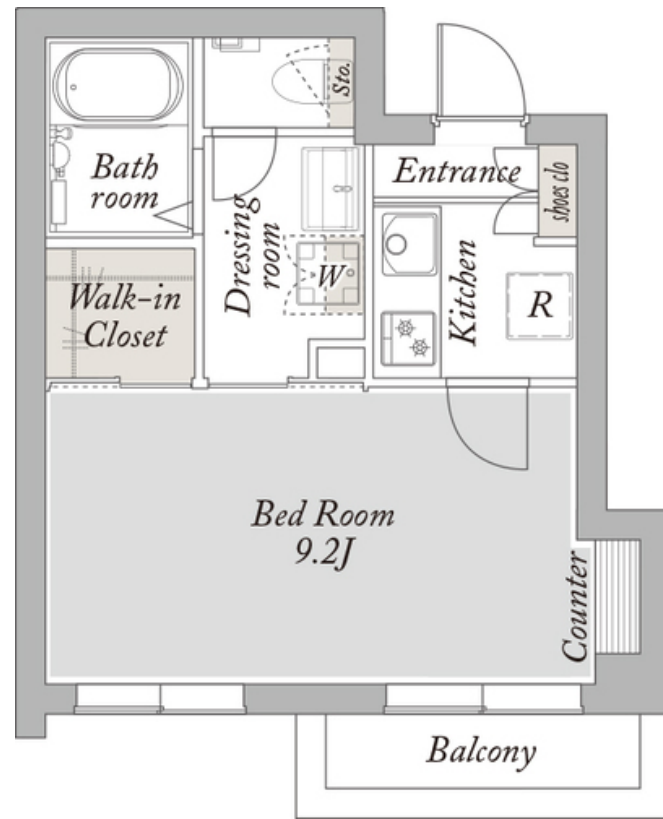 Sto.
Bath
room
Entrance
shoes clo
Dressing
room
W
Kitchen
R
Walk-in
Closet
Bed Room
9.2J
Counter
Balcony